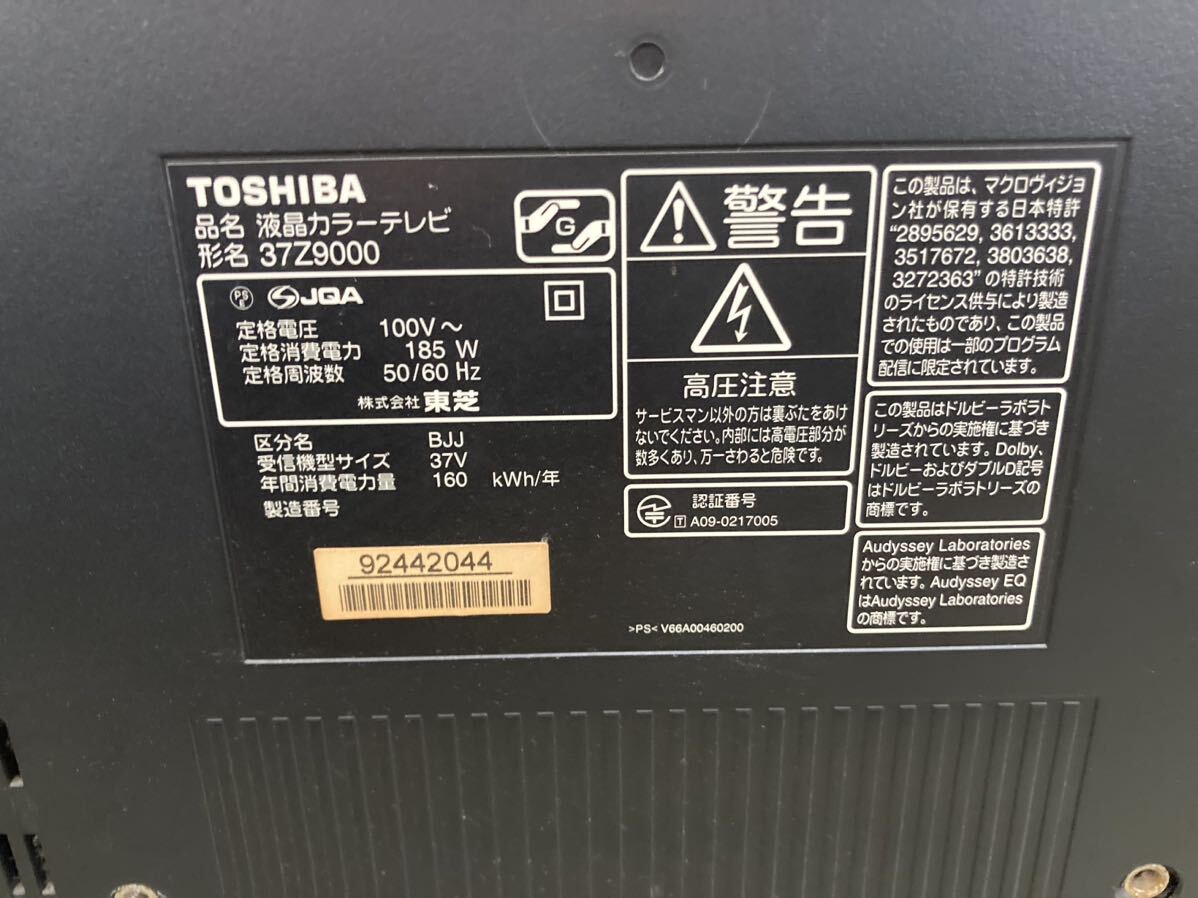 TOSHIBA
品名 液晶カラーテレビ
形名 37Z9000
G
PS
E
JQA
定格電圧 100V～
定格消費電力 185 W
定格周波数 50/60 Hz
株式会社 東芝
区分名 BJJ
受信機型サイズ 37V
年間消費電力量 160 kWh/年
製造番号
92442044
警告
高圧注意
サービスマン以外の方は裏ぶたをあけ
ないでください。内部には高電圧部分が
数多くあり、万一さわると危険です。
認証番号
T A09-0217005
>PS< V66A00460200
この製品は、マクロヴィジョ
ン社が保有する日本特許
“2895629, 3613333,
3517672, 3803638,
3272363” の特許技術
のライセンス供与により製造
されたものであり、この製品
での使用は一部のプログラム
配信に限定されています。
この製品はドルビーラボラト
リーズからの実施権に基づき
製造されています。Dolby、
ドルビーおよびダブルD記号
はドルビーラボラトリーズの
商標です。
Audyssey Laboratories
からの実施権に基づき製造さ
れています。Audyssey EQ
はAudyssey Laboratories
の商標です。